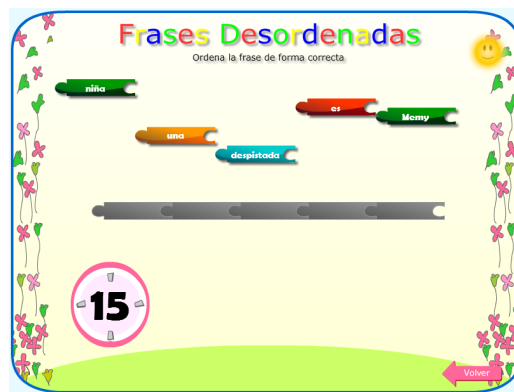 Frases Desordenadas
Ordena la frase de forma correcta
niña
es
Memy
una
despistada
15
Volver